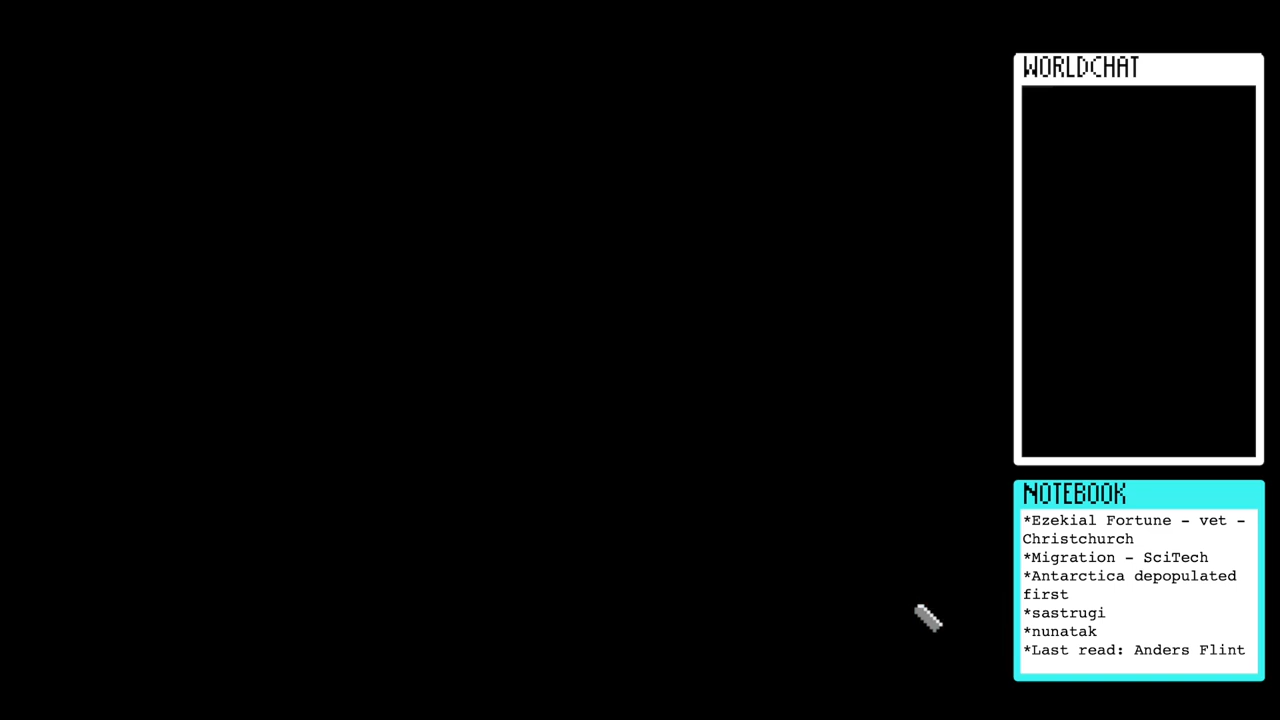 WORLDCHAT
NOTEBOOK
*Ezekial Fortune - vet -
Christchurch
*Migration - SciTech
*Antarctica depopulated
first
*sastrugi
*nunatak
*Last read: Anders Flint